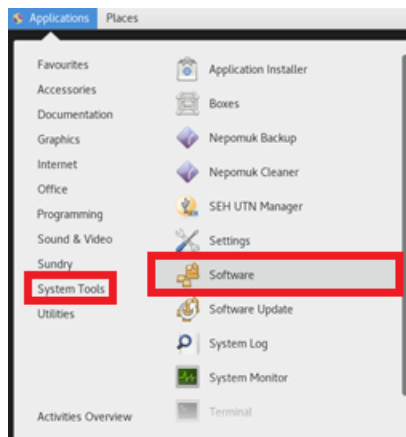 Applications Places
Favourites
Accessories
Documentation
Graphics
Internet
Office
Programming
Sound & Video
Sundry
System Tools
Utilities
Activities Overview
Application Installer
Boxes
Nepomuk Backup
Nepomuk Cleaner
SEH UTN Manager
Settings
Software
Software Update
System Log
System Monitor
Terminal